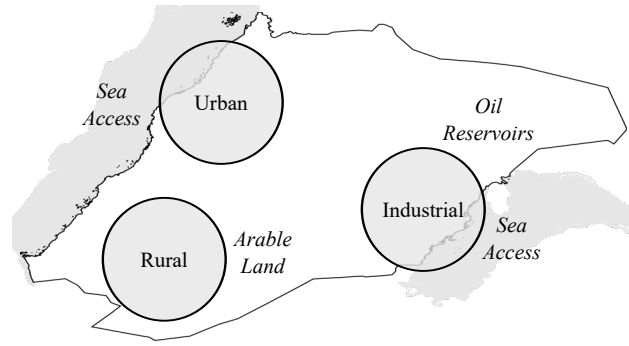 Sea
Access
Urban
Oil
Reservoirs
Industrial
Sea
Access
Rural
Arable
Land